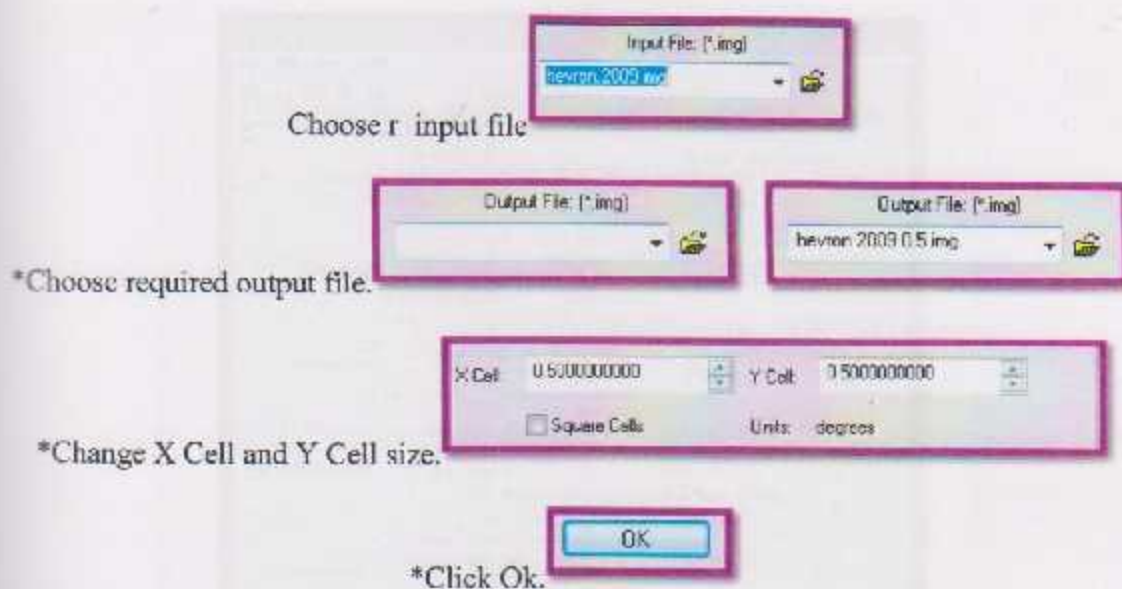 Input File: (*.img)
hevron 2009.img
Choose r input file
Output File: (*.img)
Output File: (*.img)
hevron 2009 0.5.img
*Choose required output file.
X Cell: 0.5000000000 Y Cell: 0.5000000000
Square Cells Units: degrees
*Change X Cell and Y Cell size.
OK
*Click Ok.